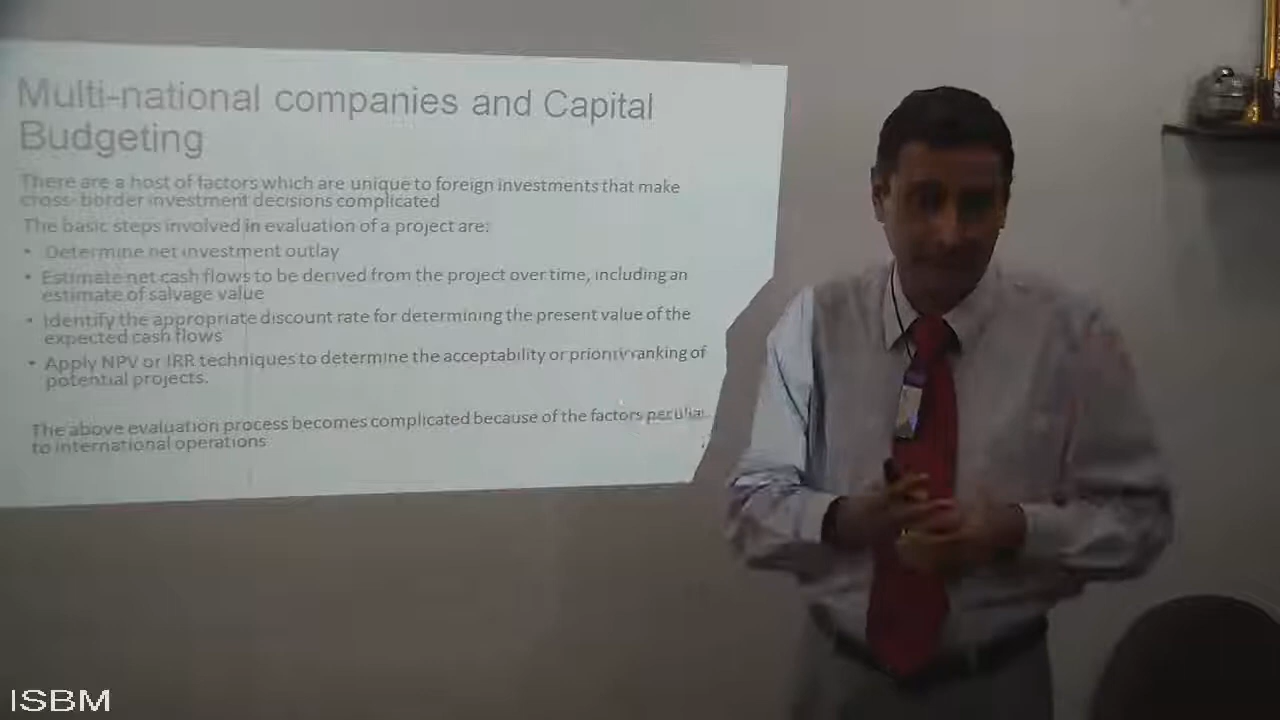 Multi-national companies and Capital
Budgeting
There are a host of factors which are unique to foreign investments that make
cross- border investment decisions complicated
The basic steps involved in evaluation of a project are:
• Determine net investment outlay
• Estimate net cash flows to be derived from the project over time, including an
estimate of salvage value
• Identify the appropriate discount rate for determining the present value of the
expected cash flows
• Apply NPV or IRR techniques to determine the acceptability or priority ranking of
potential projects.
The above evaluation process becomes complicated because of the factors peculiar
to international operations
ISBM